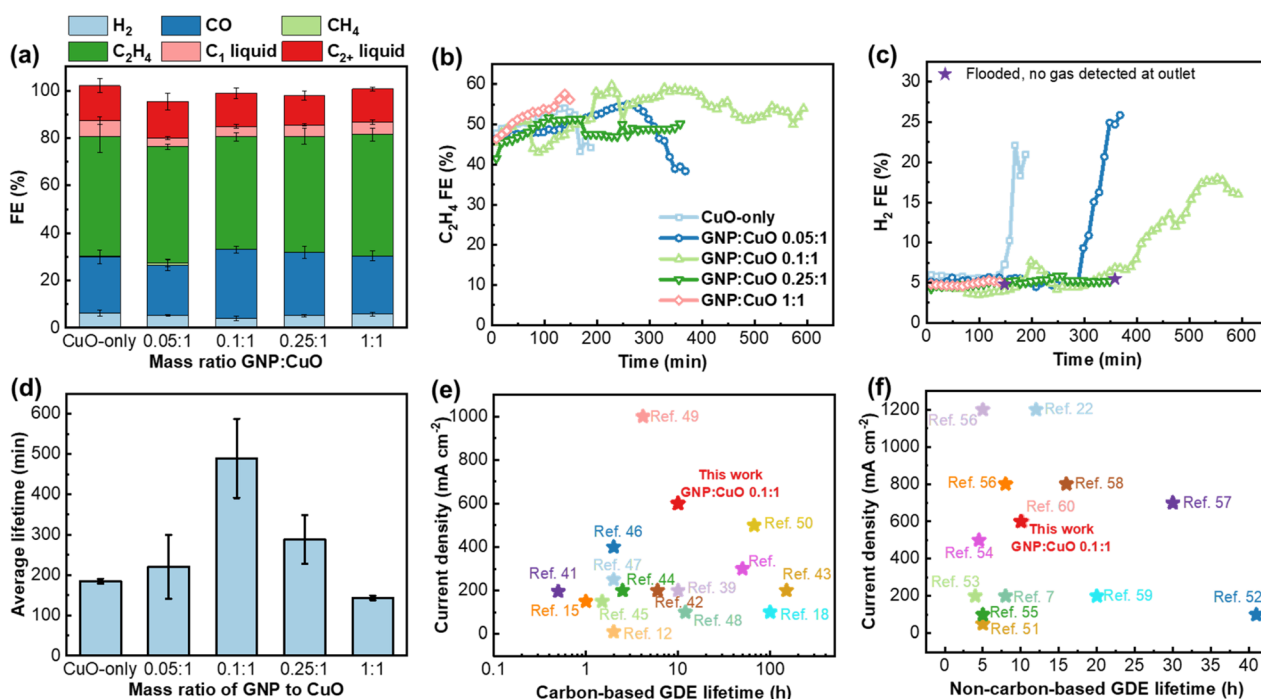 H₂ CO CH₄
C₂H₄ C₁ liquid C₂₊ liquid
(a)
FE (%)
100
80
60
40
20
0
CuO-only 0.05:1 0.1:1 0.25:1 1:1
Mass ratio GNP:CuO
(b)
C₂H₄ FE (%)
60
50
40
30
20
10
0
CuO-only
GNP:CuO 0.05:1
GNP:CuO 0.1:1
GNP:CuO 0.25:1
GNP:CuO 1:1
0 100 200 300 400 500 600
Time (min)
(c)
Flooded, no gas detected at outlet
H₂ FE (%)
30
25
20
15
10
5
0
0 100 200 300 400 500 600
Time (min)
(d)
Average lifetime (min)
600
500
400
300
200
100
0
CuO-only 0.05:1 0.1:1 0.25:1 1:1
Mass ratio of GNP to CuO
(e)
Current density (mA cm⁻²)
1000
800
600
400
200
0
Ref. 49
This work
GNP:CuO 0.1:1
Ref. 50
Ref. 46
Ref. 47
Ref.
Ref. 41
Ref. 44
Ref. 39
Ref. 43
Ref. 15
Ref. 45
Ref. 42
Ref. 48
Ref. 18
Ref. 12
0.1 1 10 100
Carbon-based GDE lifetime (h)
(f)
Current density (mA cm⁻²)
1200
1000
800
600
400
200
0
Ref. 56
Ref. 22
Ref. 56
Ref. 58
Ref. 57
Ref. 60
This work
GNP:CuO 0.1:1
Ref. 54
Ref. 53
Ref. 7
Ref. 59
Ref. 52
Ref. 55
Ref. 51
0 5 10 15 20 25 30 35 40
Non-carbon-based GDE lifetime (h)